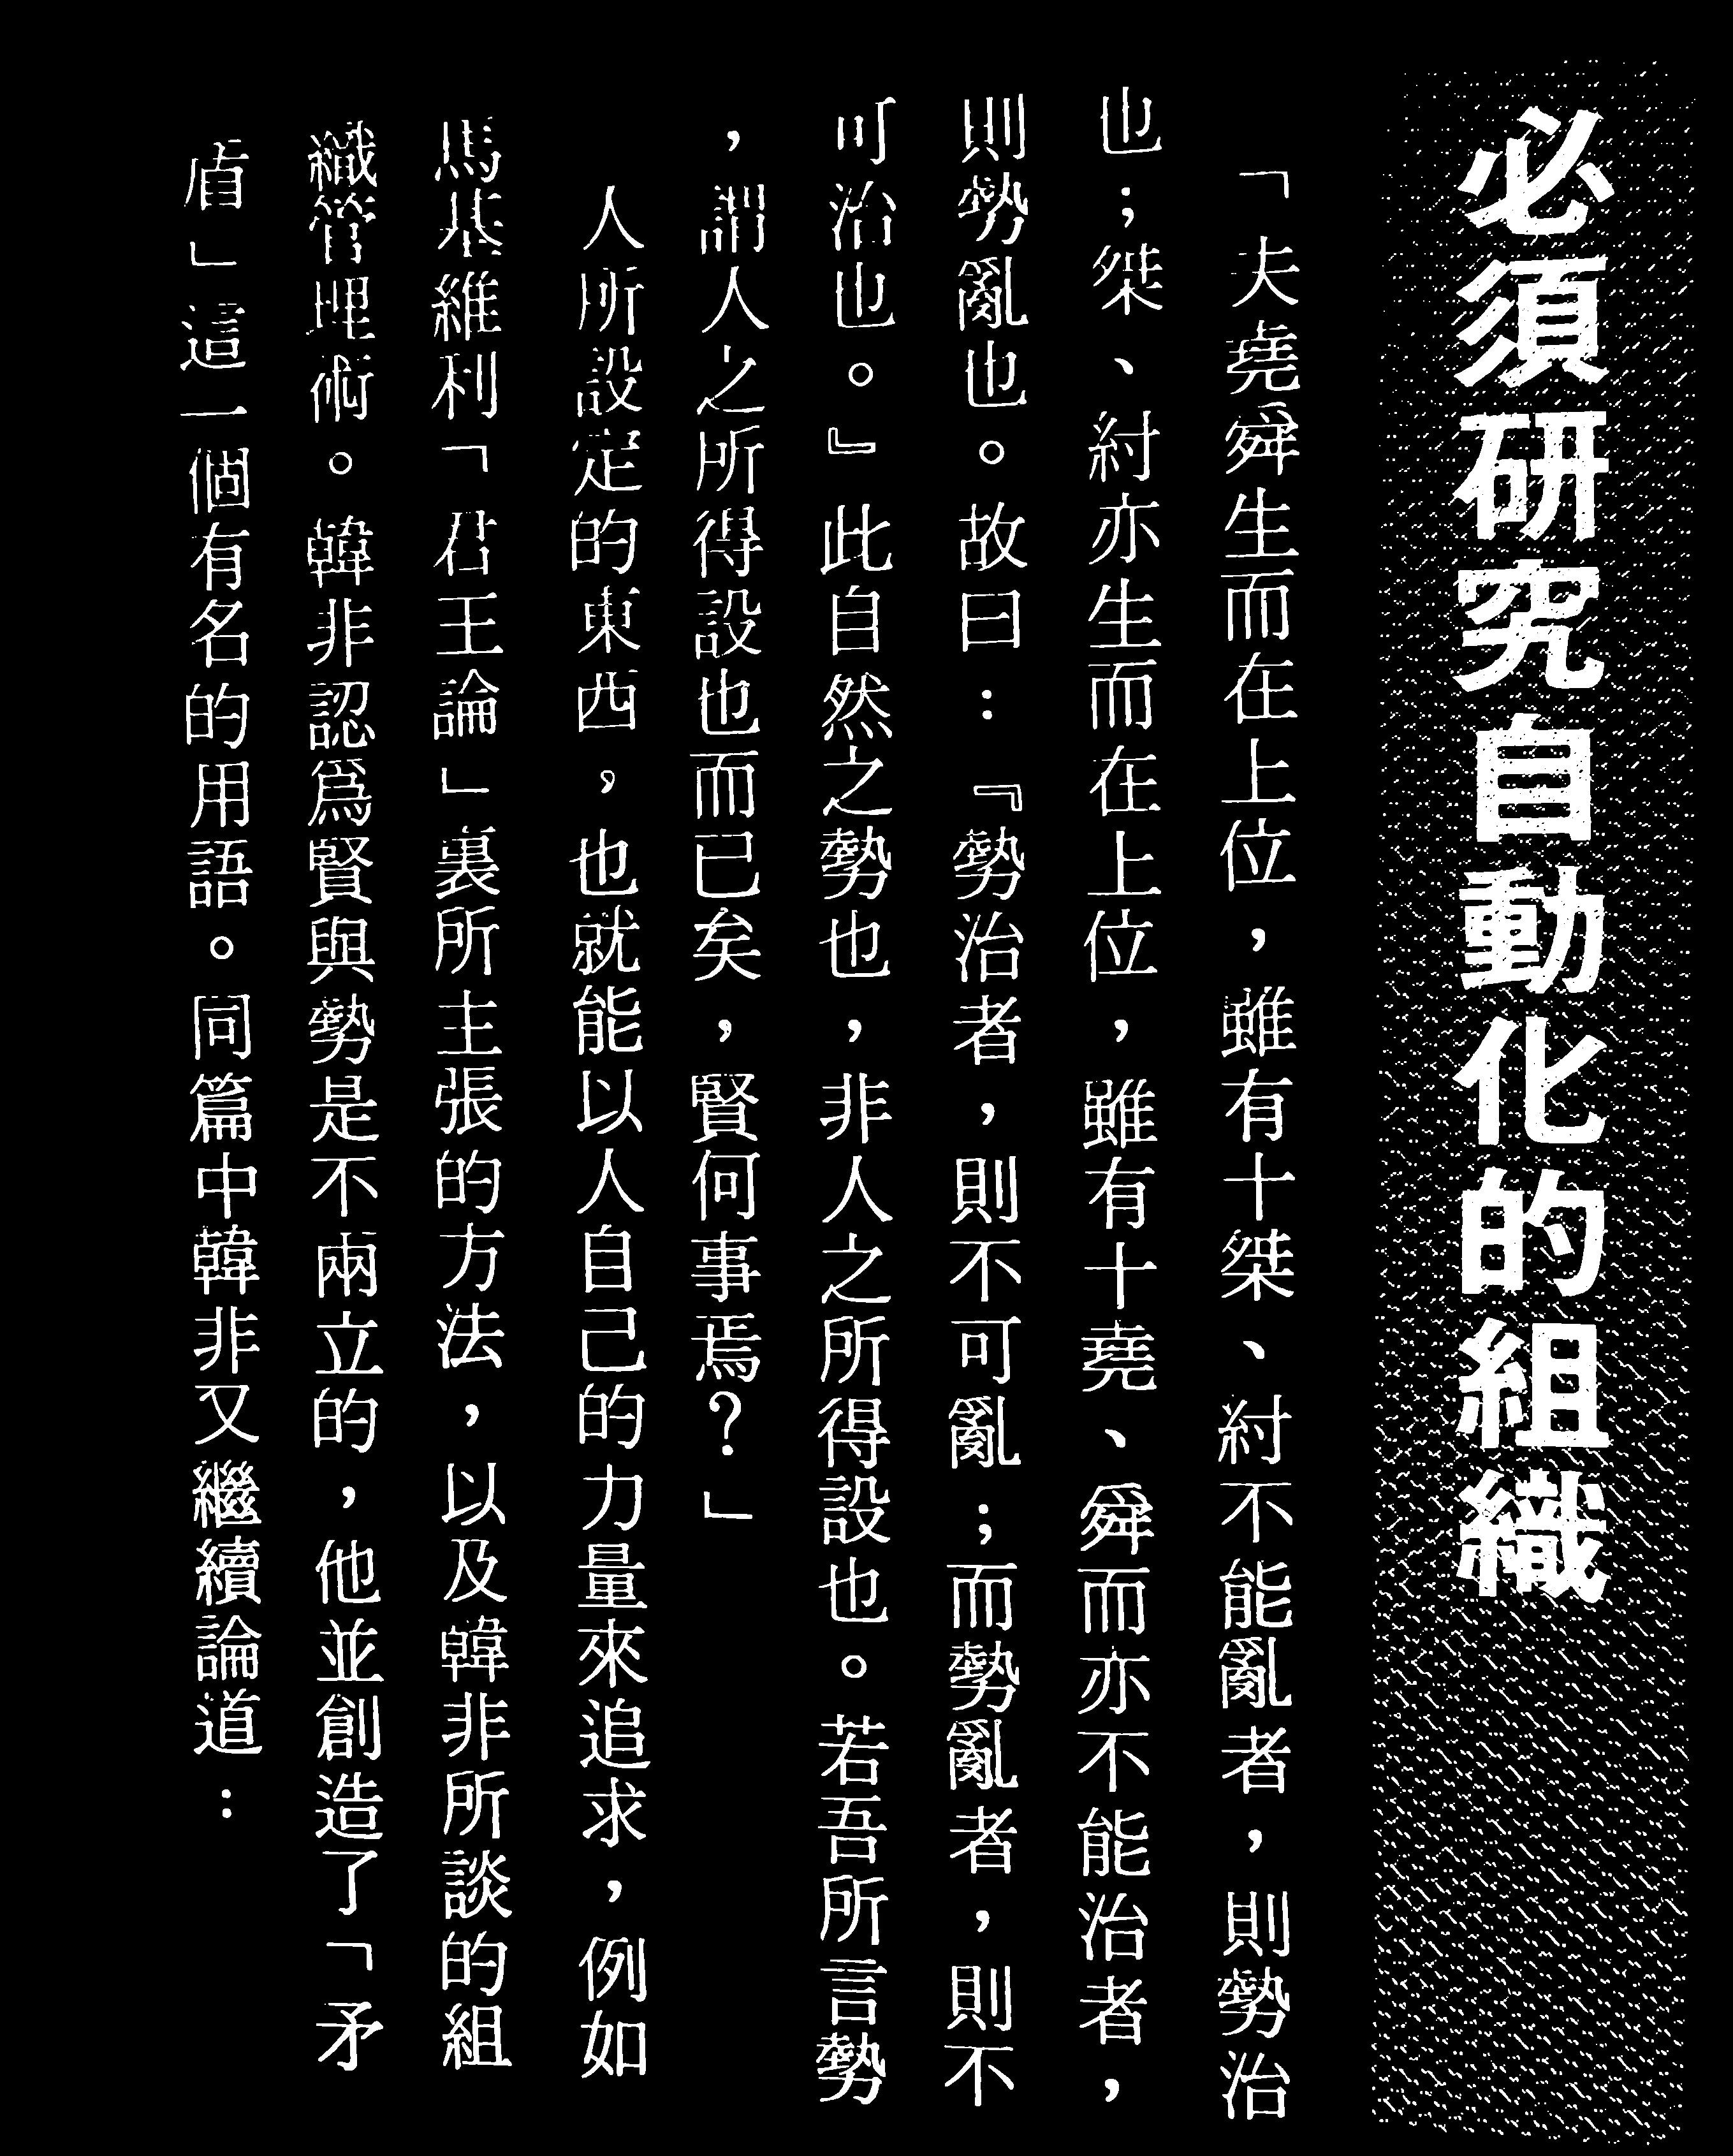 必須研究自動化的組織
「夫堯舜生而在上位，雖有十桀、紂不能亂者，則勢治
也；桀、紂亦生而在上位，雖有十堯、舜而亦不能治者，
則勢亂也。故曰：『勢治者，則不可亂；而勢亂者，則不
可治也。』此自然之勢也，非人之所得設也。若吾所言勢
，謂人之所得設也而已矣，賢何事焉？」
人所設定的東西，也就能以人自己的力量來追求，例如
馬基維利「君王論」裏所主張的方法，以及韓非所談的組
織管理術。韓非認爲賢與勢是不兩立的，他並創造了「矛
盾」這一個有名的用語。同篇中韓非又繼續論道：